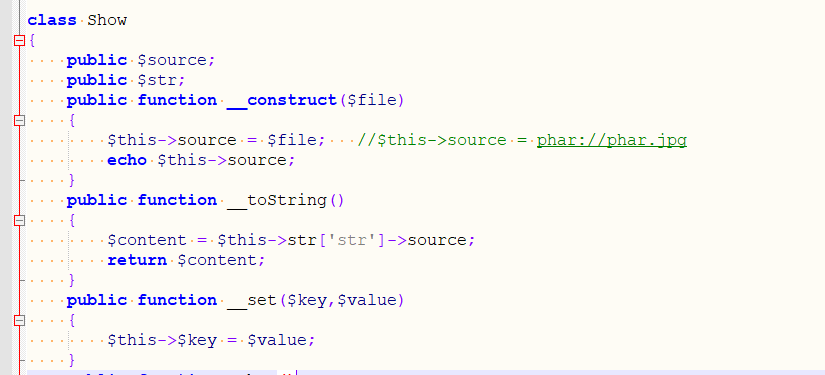 class Show
{
public $source;
public $str;
public function __construct($file)
{
$this->source = $file;   //$this->source = phar://phar.jpg
echo $this->source;
}
public function __toString()
{
$content = $this->str['str']->source;
return $content;
}
public function __set($key,$value)
{
$this->$key = $value;
}